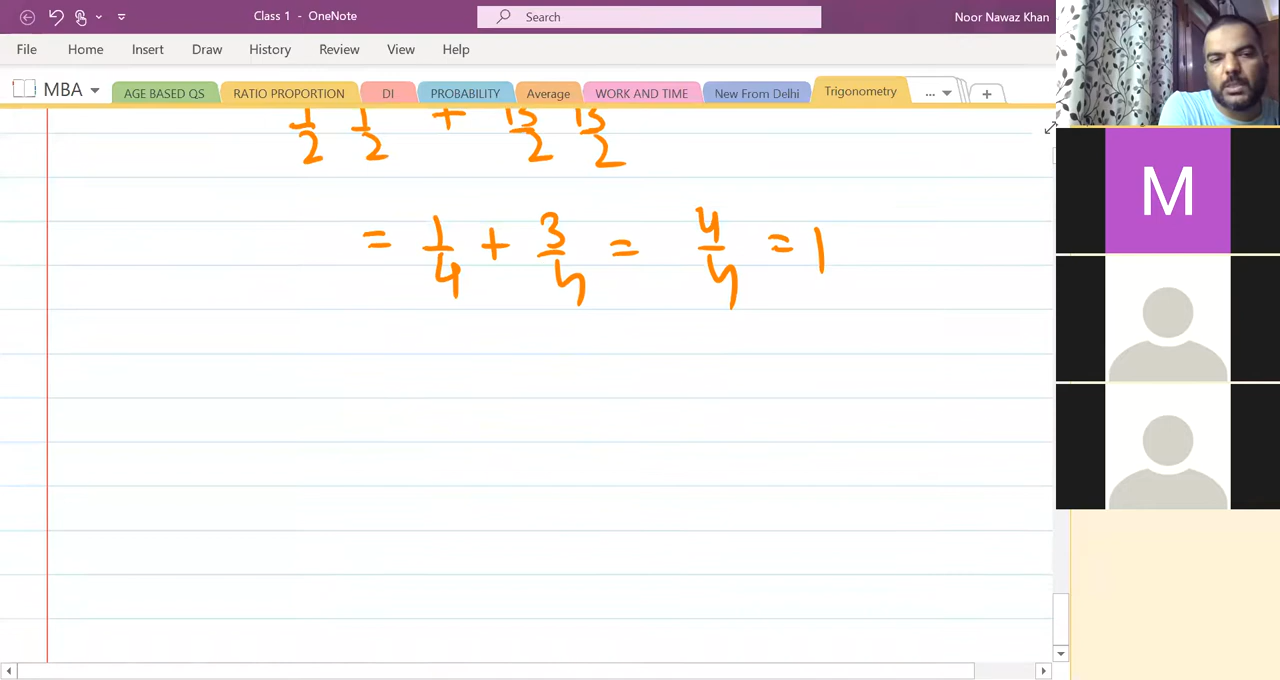 Class 1 - OneNote
Search
Noor Nawaz Khan
File Home Insert Draw History Review View Help
MBA
AGE BASED QS RATIO PROPORTION DI PROBABILITY Average WORK AND TIME New From Delhi Trigonometry ... +
1/2 1/2 + √3/2 √3/2
= 1/4 + 3/4 = 4/4 = 1
M